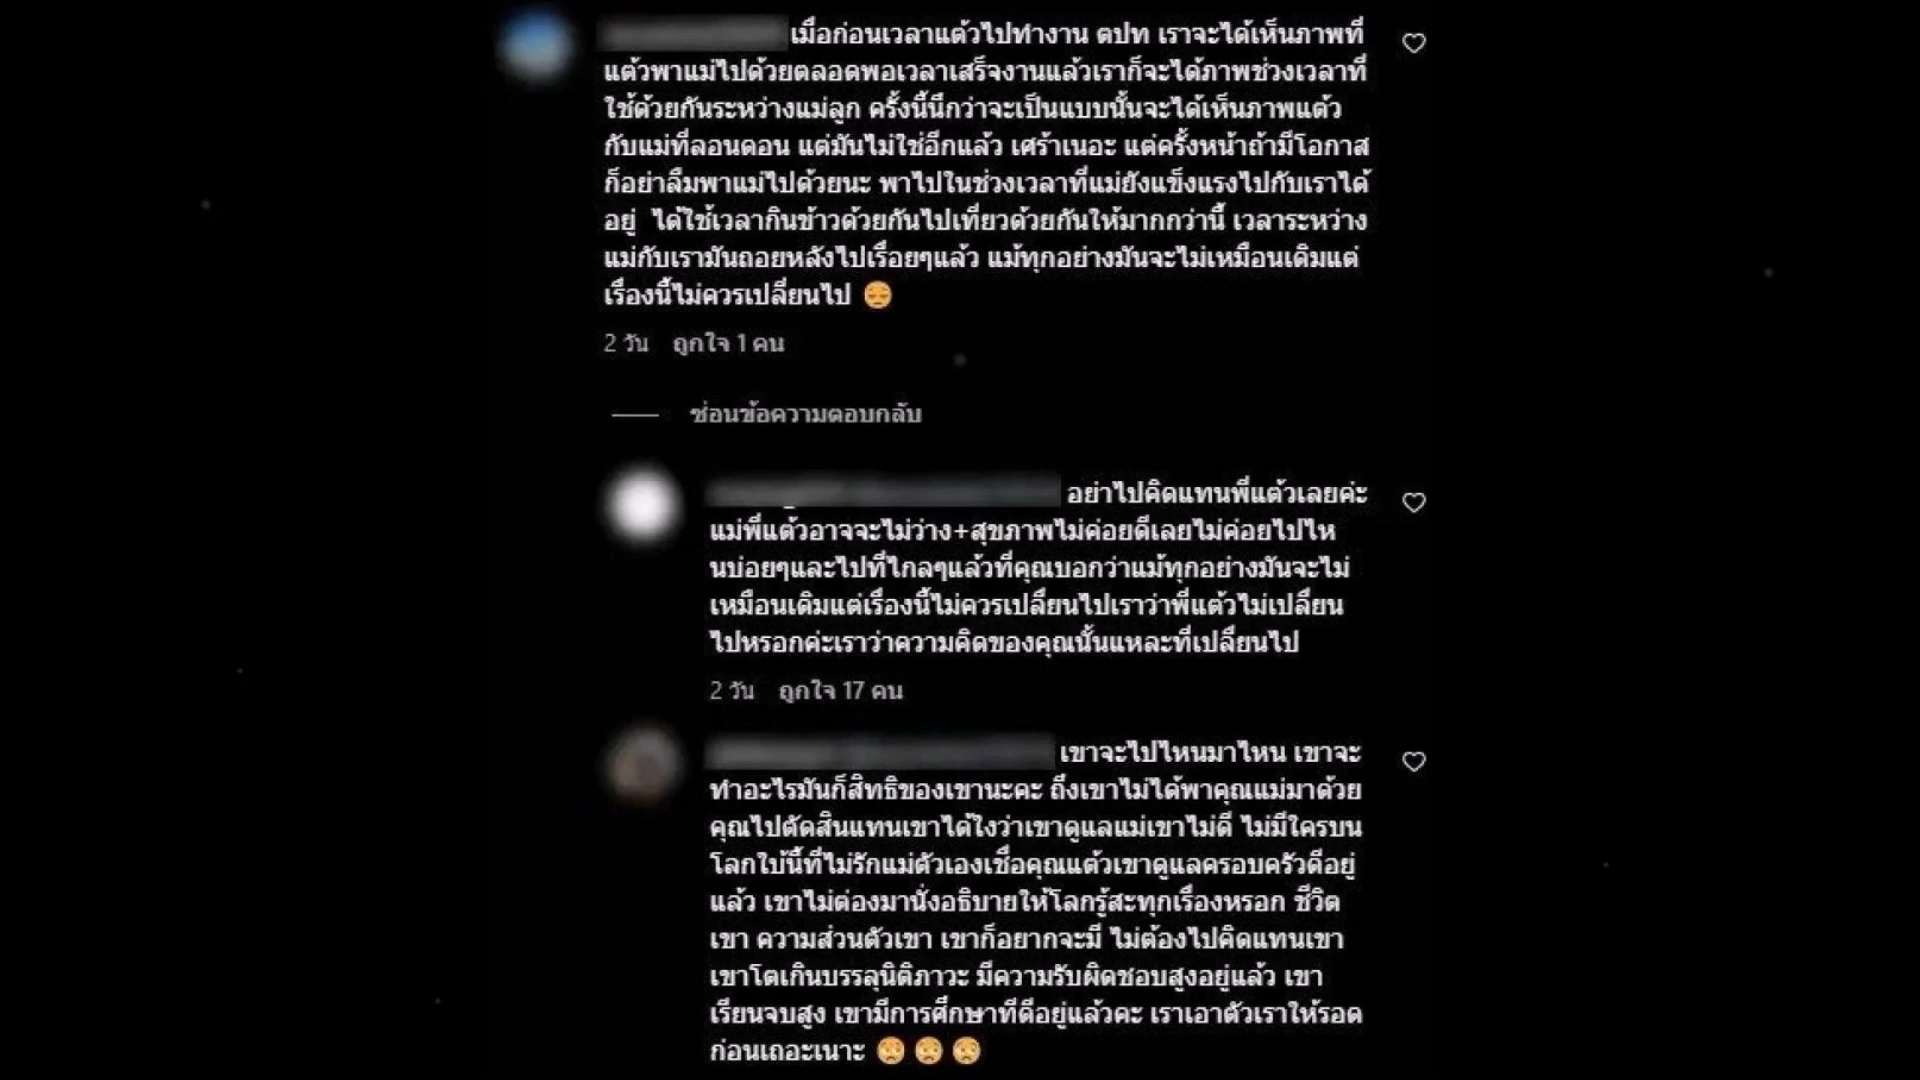 เมื่อก่อนเวลาแต้วไปทำงาน ตปท เราจะได้เห็นภาพที่
แต้วพาแม่ไปด้วยตลอดพอเวลาเสร็จงานแล้วเราก็จะได้ภาพช่วงเวลาที่
ใช้ด้วยกันระหว่างแม่ลูก ครั้งนี้นึกว่าจะเป็นแบบนั้นจะได้เห็นภาพแต้ว
กับแม่ที่ลอนดอน แต่มันไม่ใช่อีกแล้ว เศร้าเนอะ แต่ครั้งหน้าถ้ามีโอกาส
ก็อย่าลืมพาแม่ไปด้วยนะ พาไปในช่วงเวลาที่แม่ยังแข็งแรงไปกับเราได้
อยู่ ได้ใช้เวลากินข้าวด้วยกันไปเที่ยวด้วยกันให้มากกว่านี้ เวลาระหว่าง
แม่กับเรามันถอยหลังไปเรื่อยๆแล้ว แม้ทุกอย่างมันจะไม่เหมือนเดิมแต่
เรื่องนี้ไม่ควรเปลี่ยนไป 😔
2 วัน ถูกใจ 1 คน
ซ่อนข้อความตอบกลับ
อย่าไปคิดแทนพี่แต้วเลยค่ะ
แม่พี่แต้วอาจจะไม่ว่าง+สุขภาพไม่ค่อยดีเลยไม่ค่อยไปไห
นบ่อยๆและไปที่ไกลๆแล้วที่คุณบอกว่าแม้ทุกอย่างมันจะไม่
เหมือนเดิมแต่เรื่องนี้ไม่ควรเปลี่ยนไปเราว่าพี่แต้วไม่เปลี่ยน
ไปหรอกค่ะเราว่าความคิดของคุณนั้นแหละที่เปลี่ยนไป
2 วัน ถูกใจ 17 คน
เขาจะไปไหนมาไหน เขาจะ
ทำอะไรมันก็สิทธิของเขานะคะ ถึงเขาไม่ได้พาคุณแม่มาด้วย
คุณไปตัดสินแทนเขาได้ไงว่าเขาดูแลแม่เขาไม่ดี ไม่มีใครบน
โลกใบนี้ที่ไม่รักแม่ตัวเองเชื่อคุณแต้วเขาดูแลครอบครัวดีอยู่
แล้ว เขาไม่ต้องมานั่งอธิบายให้โลกรู้สะทุกเรื่องหรอก ชีวิต
เขา ความส่วนตัวเขา เขาก็อยากจะมี ไม่ต้องไปคิดแทนเขา
เขาโตเกินบรรลุนิติภาวะ มีความรับผิดชอบสูงอยู่แล้ว เขา
เรียนจบสูง เขามีการศึกษาทีดีอยู่แล้วคะ เราเอาตัวเราให้รอด
ก่อนเถอะเนาะ 😥 😥 😥